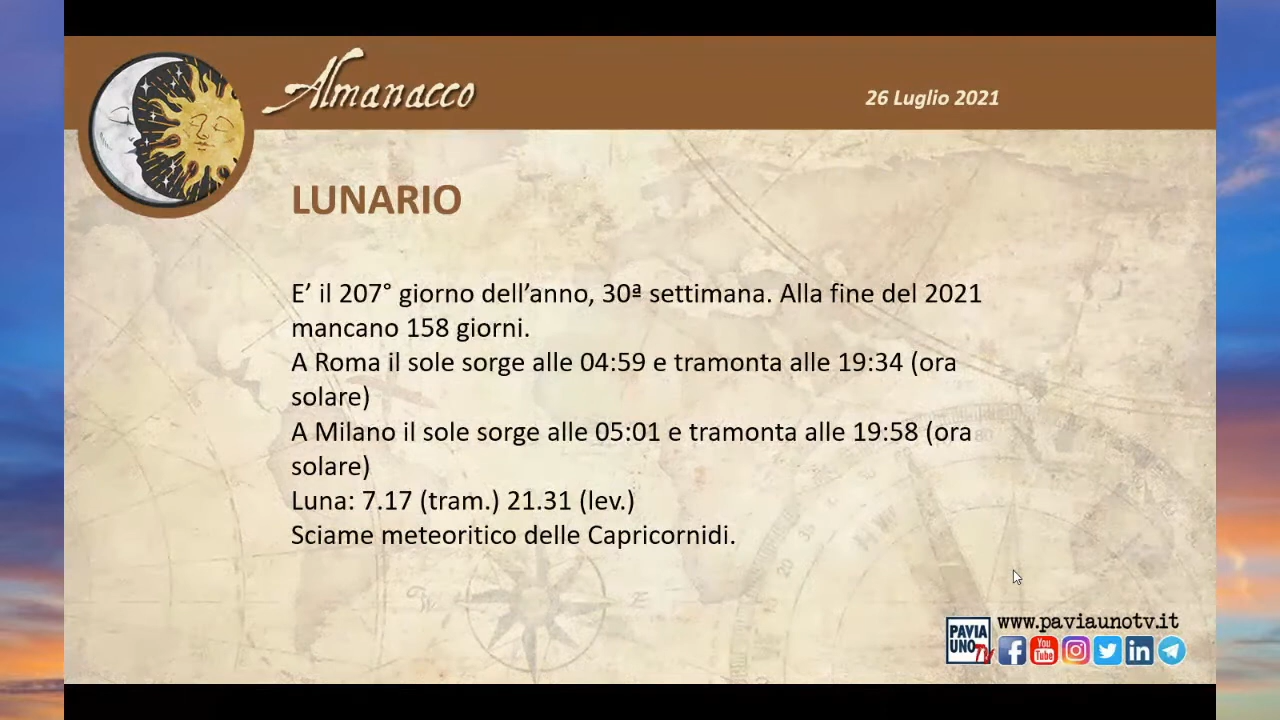 Almanacco
26 Luglio 2021
LUNARIO
E’ il 207° giorno dell’anno, 30ª settimana. Alla fine del 2021
mancano 158 giorni.
A Roma il sole sorge alle 04:59 e tramonta alle 19:34 (ora
solare)
A Milano il sole sorge alle 05:01 e tramonta alle 19:58 (ora
solare)
Luna: 7.17 (tram.) 21.31 (lev.)
Sciame meteoritico delle Capricornidi.
www.paviaunotv.it
PAVIA
UNO TV
You
Tube